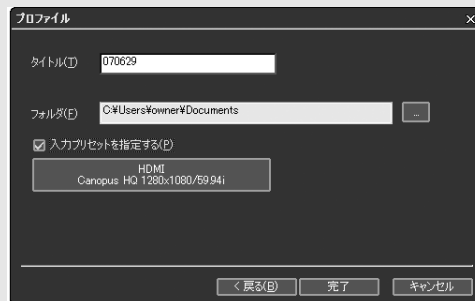 プロファイル
タイトル(T) 070629
フォルダ(F) C:¥Users¥owner¥Documents ...
入力プリセットを指定する(P)
HDMI
Canopus HQ 1280x1080/59.94i
< 戻る(B) 完了 キャンセル